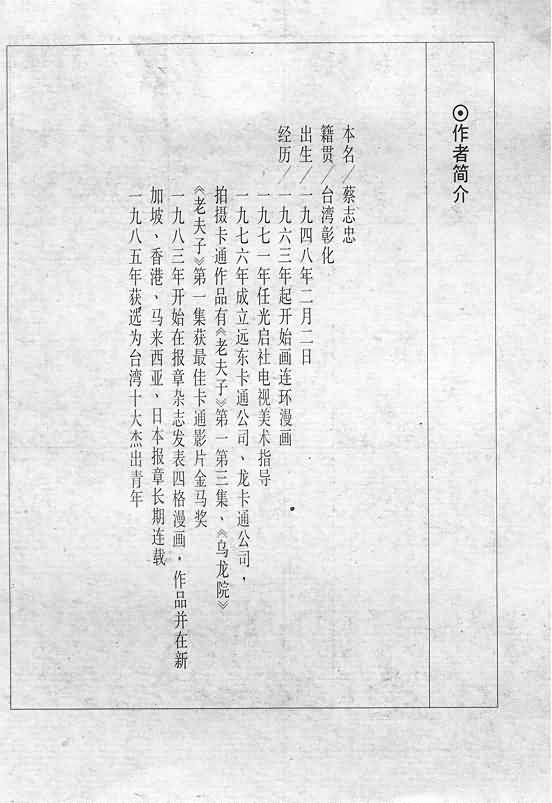 ⊙作者简介
本名╱蔡志忠
籍贯╱台湾彰化
出生╱一九四八年二月二日
经历╱一九六三年起开始画连环漫画
一九七一年任光启社电视美术指导
一九七六年成立远东卡通公司、龙卡通公司，
拍摄卡通作品有《老夫子》第一第三集、《乌龙院》
《老夫子》第一集获最佳卡通影片金马奖
一九八三年开始在报章杂志发表四格漫画，作品并在新
加坡、香港、马来西亚、日本报章长期连载
一九八五年获选为台湾十大杰出青年